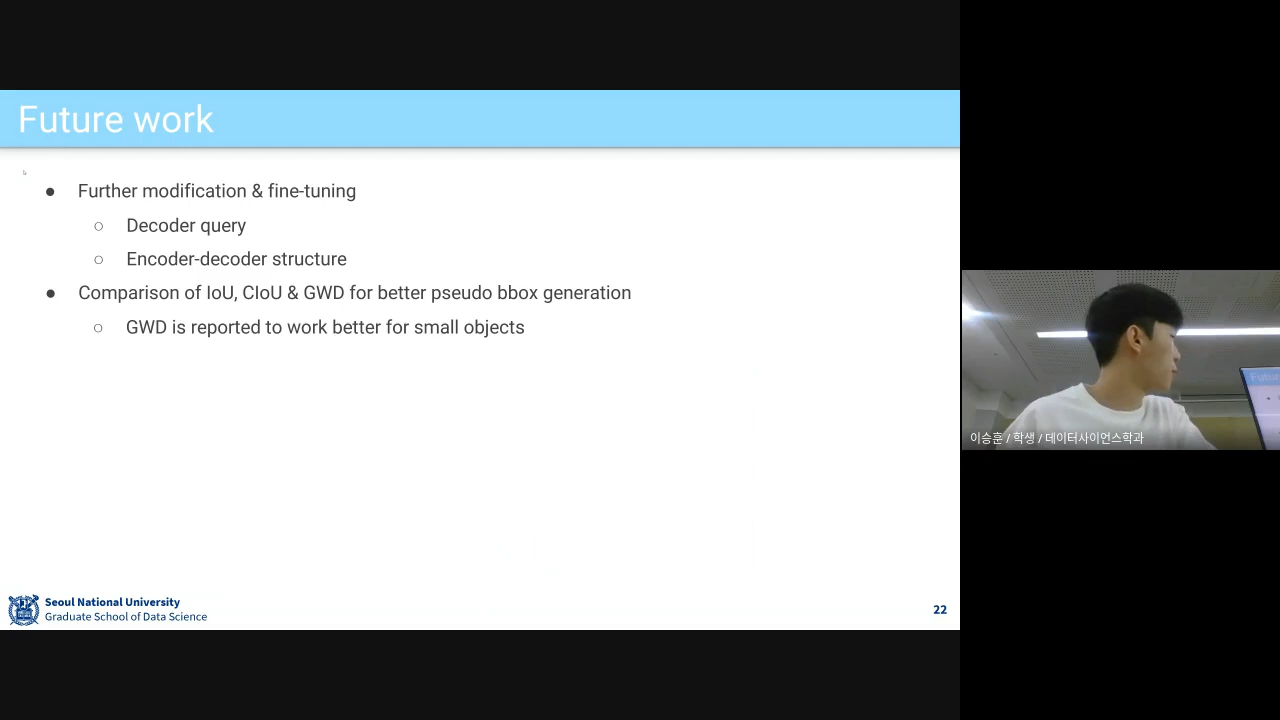 Future work
● Further modification & fine-tuning
○ Decoder query
○ Encoder-decoder structure
● Comparison of IoU, CIoU & GWD for better pseudo bbox generation
○ GWD is reported to work better for small objects
Seoul National University
Graduate School of Data Science
22
이승훈 / 학생 / 데이터사이언스학과
Futur